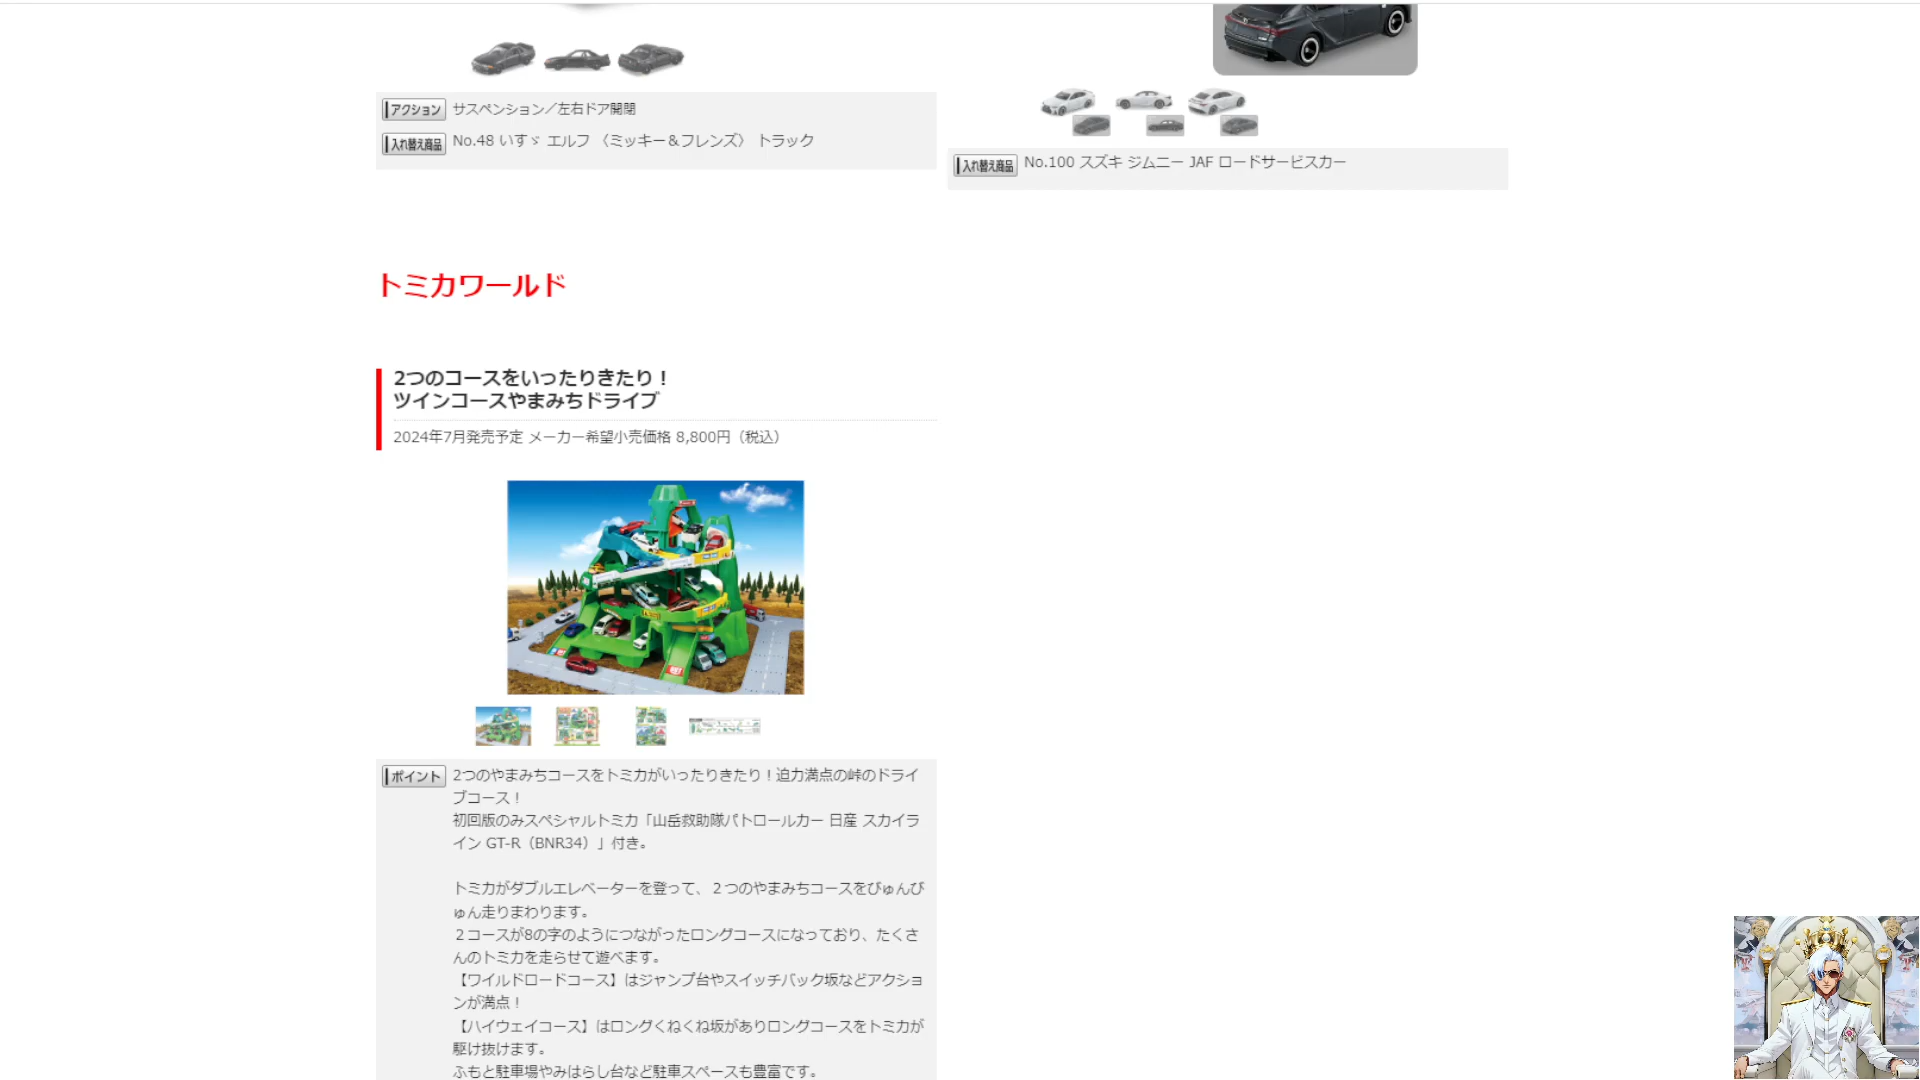 アクション サスペンション／左右ドア開閉
入れ替え商品 No.48 いすゞ エルフ 〈ミッキー＆フレンズ〉 トラック
入れ替え商品 No.100 スズキ ジムニー JAF ロードサービスカー
トミカワールド
2つのコースをいったりきたり！
ツインコースやまみちドライブ
2024年7月発売予定 メーカー希望小売価格 8,800円（税込）
ポイント 2つのやまみちコースをトミカがいったりきたり！迫力満点の峠のドライ
ブコース！
初回版のみスペシャルトミカ「山岳救助隊パトロールカー 日産 スカイラ
イン GT-R（BNR34）」付き。
トミカがダブルエレベーターを登って、２つのやまみちコースをびゅんび
ゅん走りまわります。
２コースが8の字のようにつながったロングコースになっており、たくさ
んのトミカを走らせて遊べます。
【ワイルドロードコース】はジャンプ台やスイッチバック坂などアクショ
ンが満点！
【ハイウェイコース】はロングくねくね坂がありロングコースをトミカが
駆け抜けます。
ふもと駐車場やみはらし台など駐車スペースも豊富です。